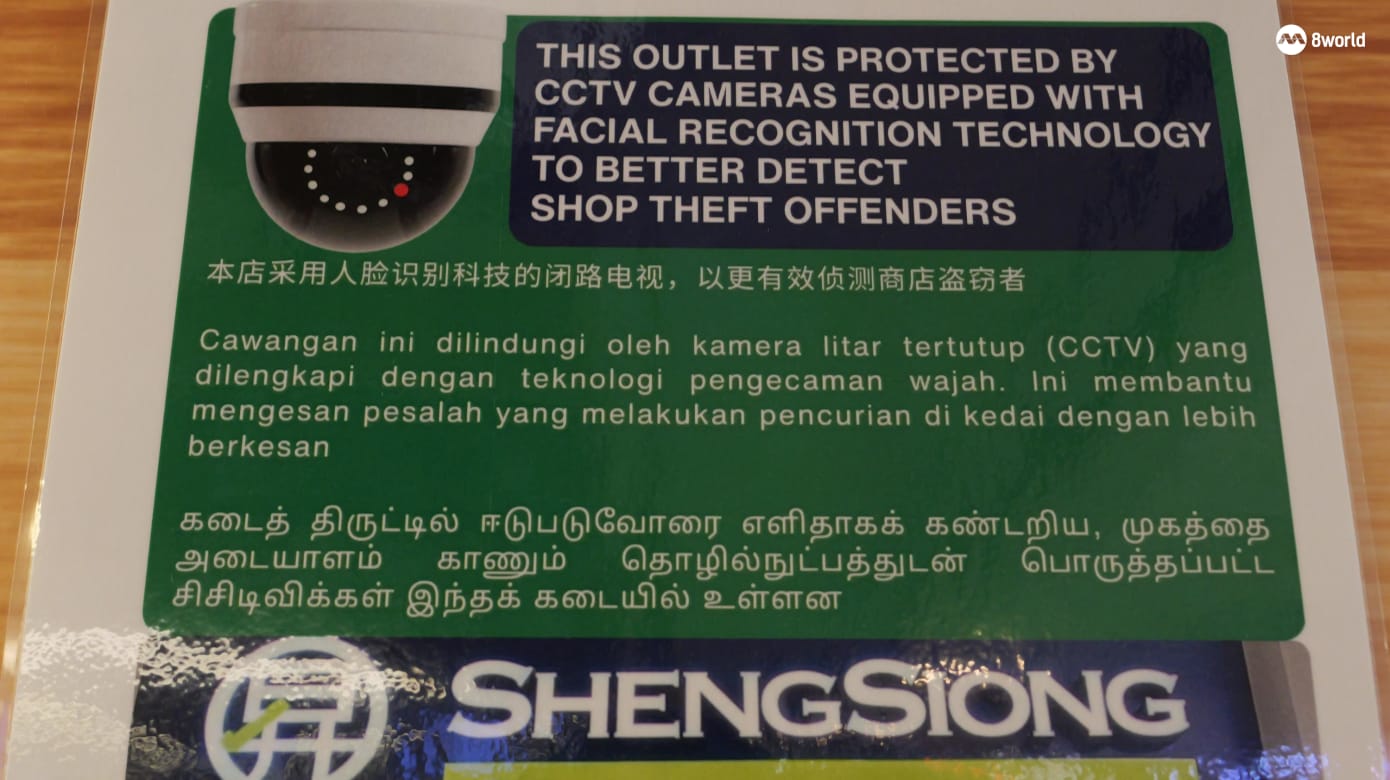 8world
THIS OUTLET IS PROTECTED BY
CCTV CAMERAS EQUIPPED WITH
FACIAL RECOGNITION TECHNOLOGY
TO BETTER DETECT
SHOP THEFT OFFENDERS
本店采用人脸识别科技的闭路电视，以更有效侦测商店盗窃者
Cawangan ini dilindungi oleh kamera litar tertutup (CCTV) yang
dilengkapi dengan teknologi pengecaman wajah. Ini membantu
mengesan pesalah yang melakukan pencurian di kedai dengan lebih
berkesan
கடைத் திருட்டில் ஈடுபடுவோரை எளிதாகக் கண்டறிய, முகத்தை
அடையாளம் காணும் தொழில்நுட்பத்துடன் பொருத்தப்பட்ட
சிசிடிவிக்கள் இந்தக் கடையில் உள்ளன
SHENGSIONG